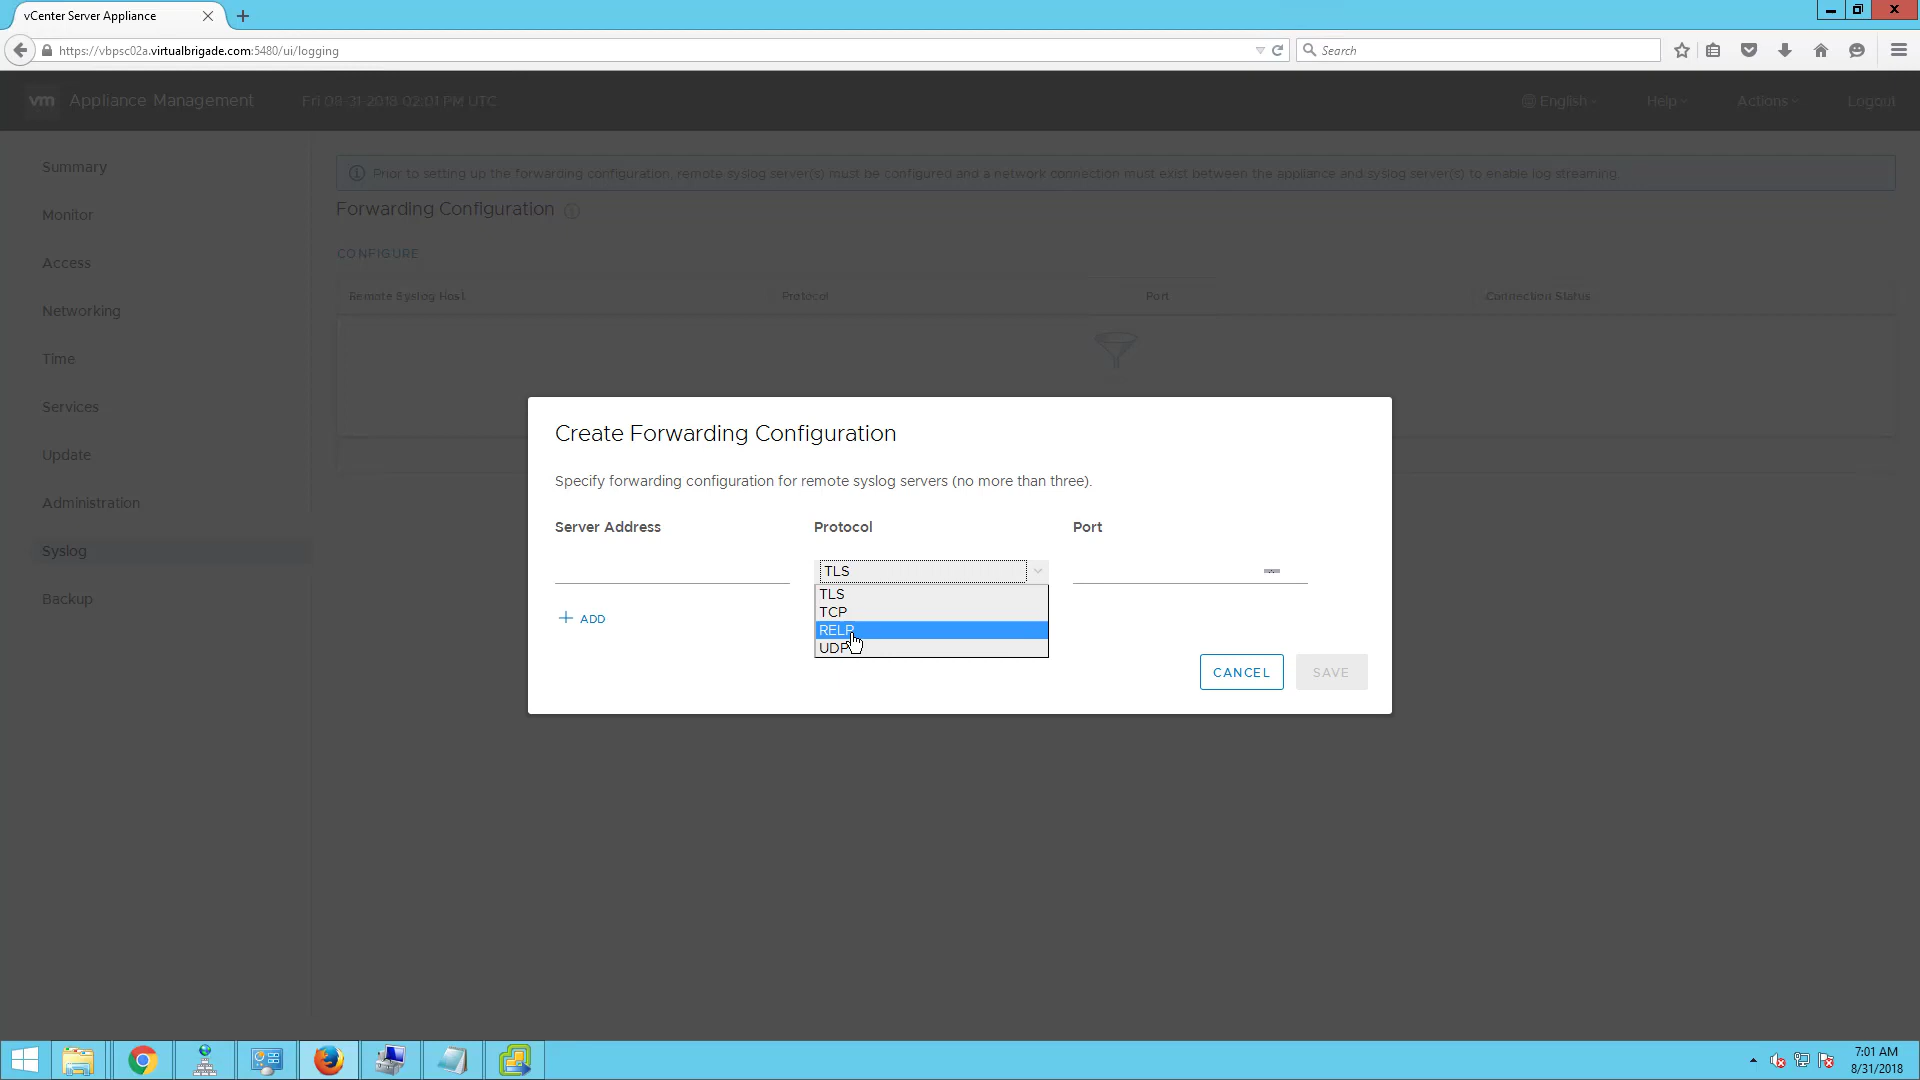 vCenter Server Appliance
https://vbpsc02a.virtualbrigade.com:5480/ui/logging
Search
vm Appliance Management Fri 08-31-2018 02:01 PM UTC
English Help Actions Logout
Summary
Monitor
Access
Networking
Time
Services
Update
Administration
Syslog
Backup
Prior to setting up the forwarding configuration, remote syslog server(s) must be configured and a network connection must exist between the appliance and syslog server(s) to enable log streaming.
Forwarding Configuration
CONFIGURE
Remote Syslog Host Protocol Port Connection Status
Create Forwarding Configuration
Specify forwarding configuration for remote syslog servers (no more than three).
Server Address Protocol Port
TLS
TLS
TCP
RELP
UDP
ADD
CANCEL SAVE
7:01 AM
8/31/2018